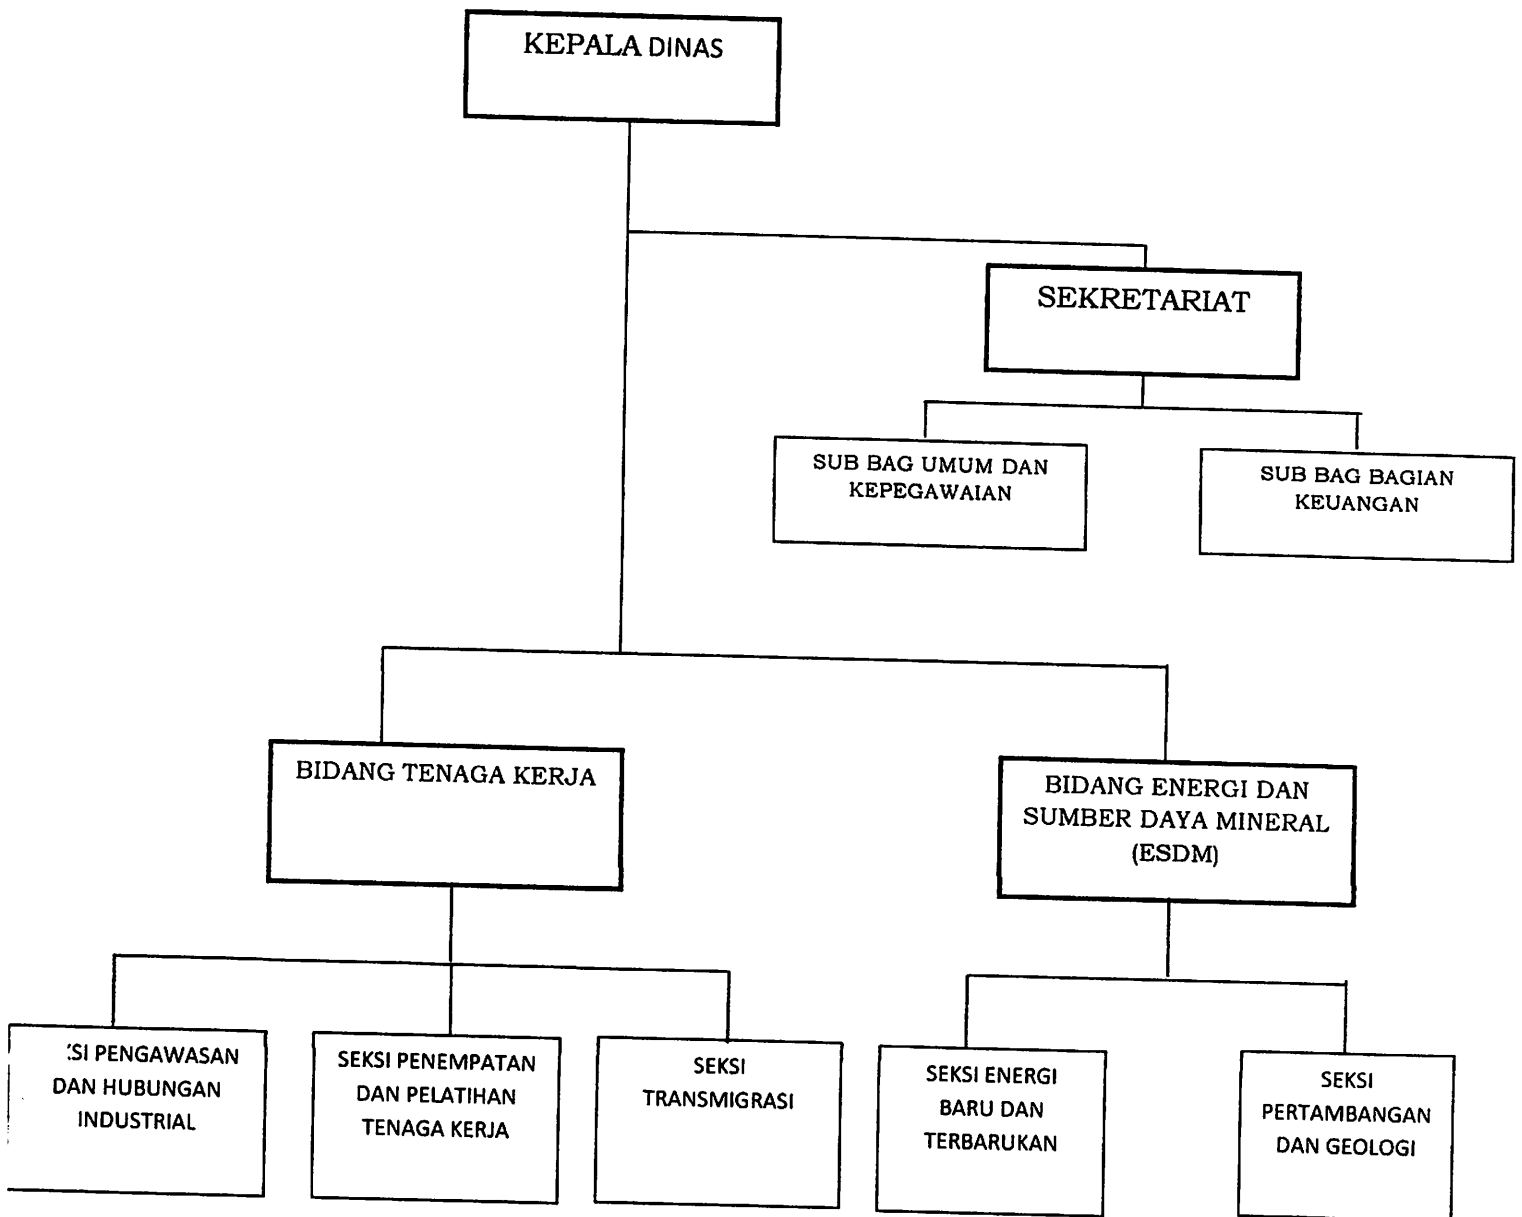 KEPALA DINAS
SEKRETARIAT
SUB BAG UMUM DAN
KEPEGAWAIAN
SUB BAG BAGIAN
KEUANGAN
BIDANG TENAGA KERJA
BIDANG ENERGI DAN
SUMBER DAYA MINERAL
(ESDM)
PENGAWASAN
DAN HUBUNGAN
INDUSTRIAL
SEKSI PENEMPATAN
DAN PELATIHAN
TENAGA KERJA
SEKSI
TRANSMIGRASI
SEKSI ENERGI
BARU DAN
TERBARUKAN
SEKSI
PERTAMBANGAN
DAN GEOLOGI